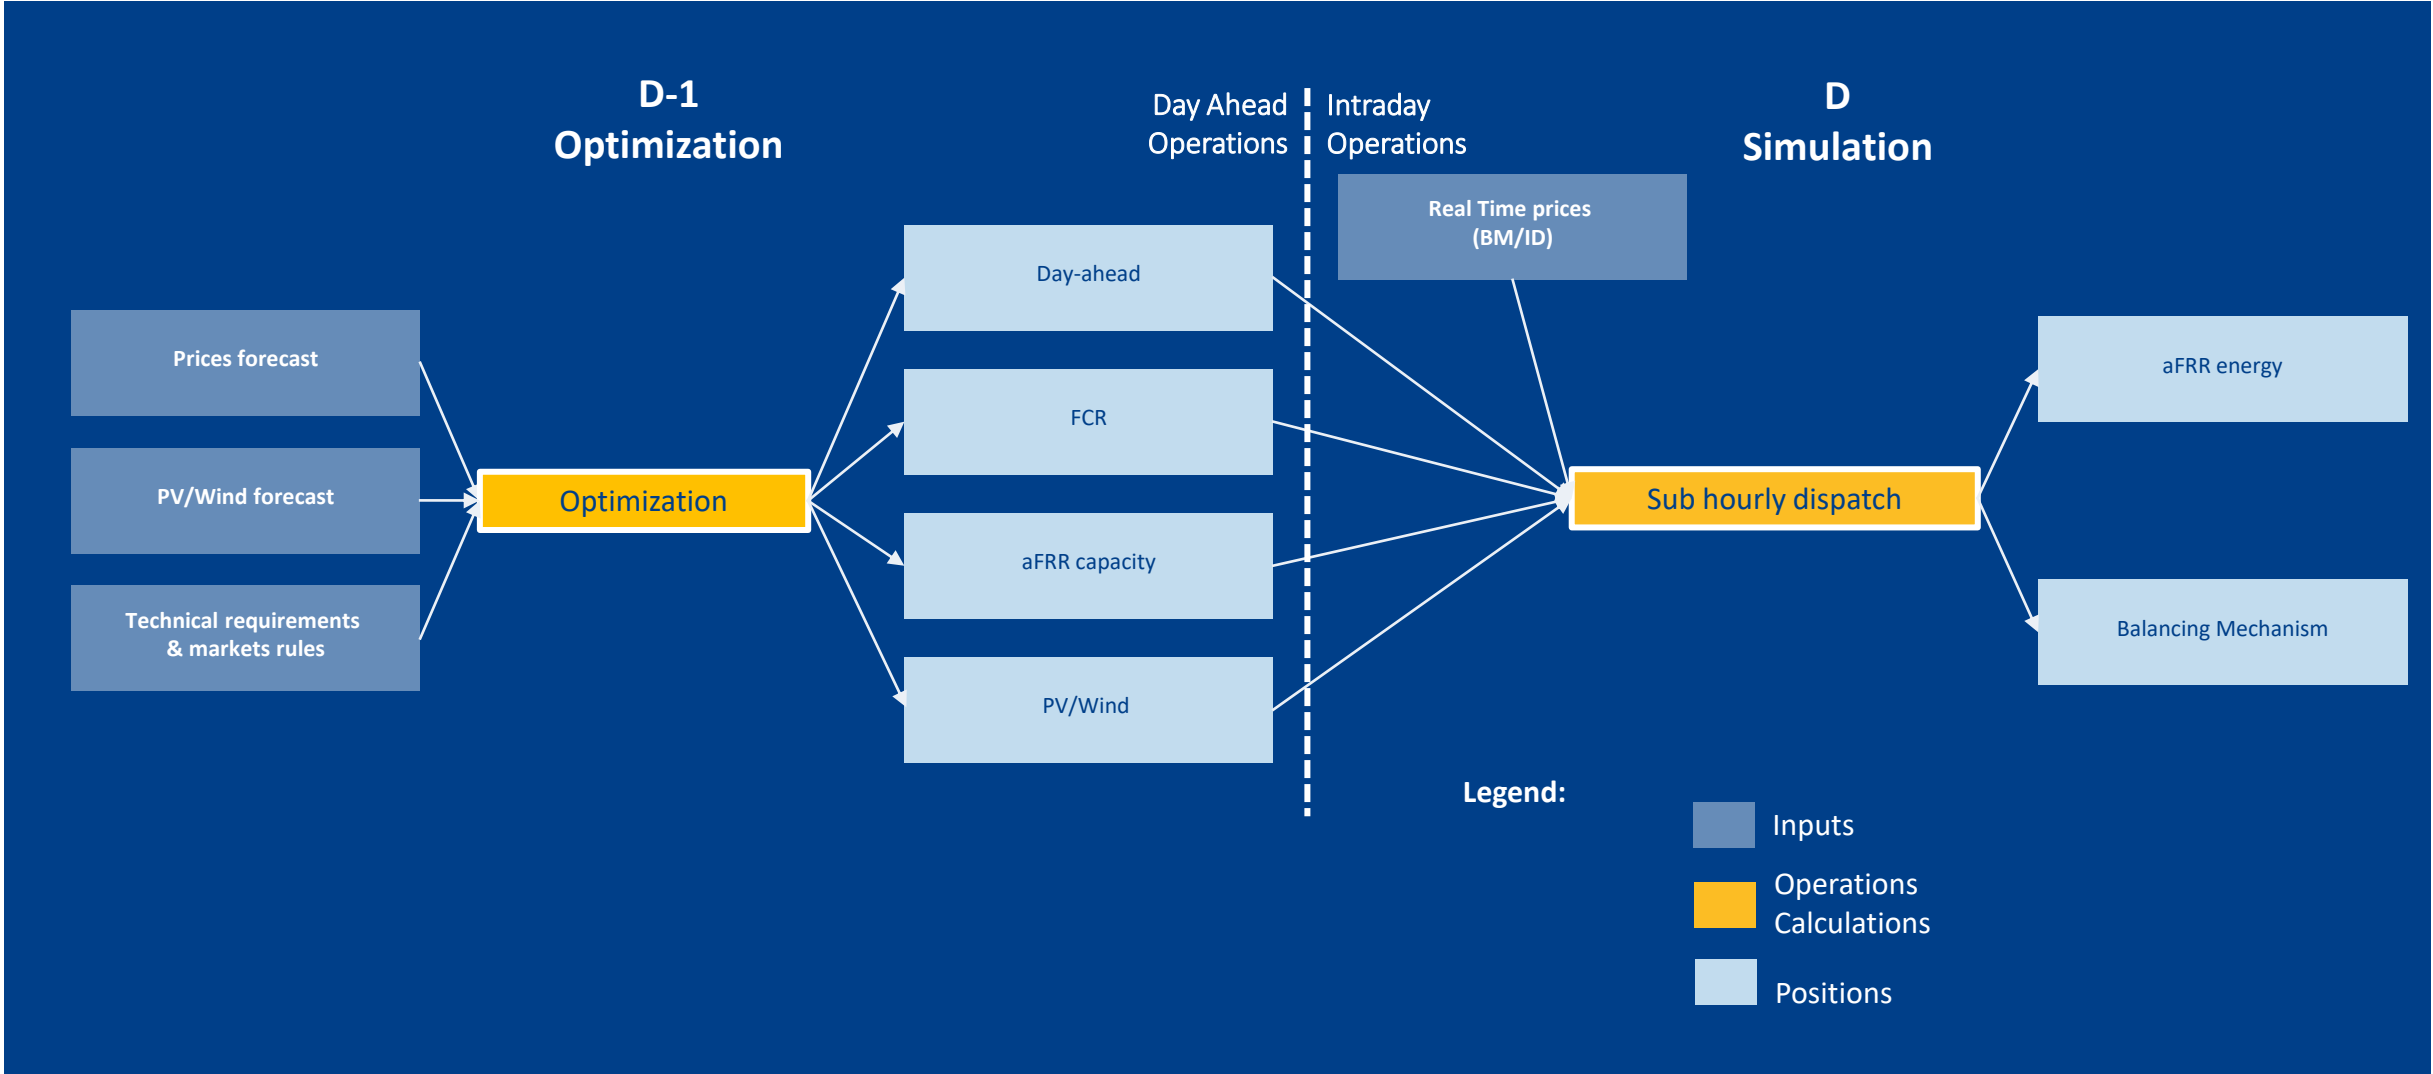 D-1
Optimization
Day Ahead
Operations
Intraday
Operations
D
Simulation
Prices forecast
PV/Wind forecast
Technical requirements
& markets rules
Optimization
Day-ahead
FCR
aFRR capacity
PV/Wind
Real Time prices
(BM/ID)
Sub hourly dispatch
aFRR energy
Balancing Mechanism
Legend:
Inputs
Operations
Calculations
Positions